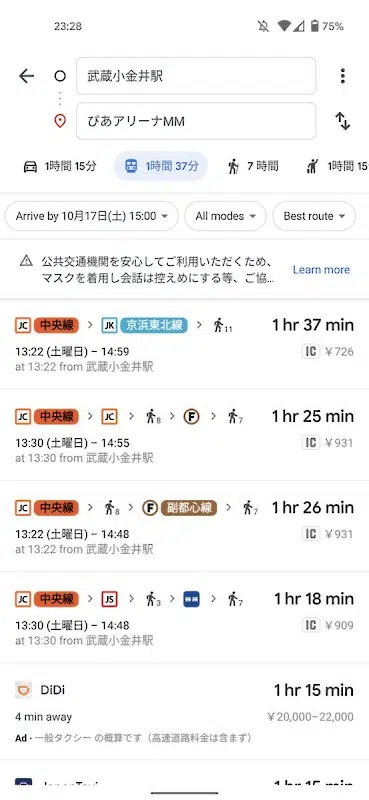 23:28
75%
武蔵小金井駅
ぴあアリーナMM
1時間 15分
1時間 37分
7 時間
1時間 15
Arrive by 10月17日(土) 15:00
All modes
Best route
公共交通機関を安心してご利用いただくため、
マスクを着用し会話は控えめにする等、ご協…
Learn more
JC 中央線 > JK 京浜東北線 > 11
1 hr 37 min
13:22 (土曜日) – 14:59
IC ¥726
at 13:22 from 武蔵小金井駅
JC 中央線 > JC > 8 > F > 7
1 hr 25 min
13:30 (土曜日) – 14:55
IC ¥931
at 13:30 from 武蔵小金井駅
JC 中央線 > 8 > F 副都心線 > 7
1 hr 26 min
13:22 (土曜日) – 14:48
IC ¥931
at 13:22 from 武蔵小金井駅
JC 中央線 > JS > 3 > MM > 7
1 hr 18 min
13:30 (土曜日) – 14:48
IC ¥909
at 13:30 from 武蔵小金井駅
DiDi
1 hr 15 min
4 min away
¥20,000–22,000
Ad · 一般タクシー の概算です（高速道路料金は含まず）